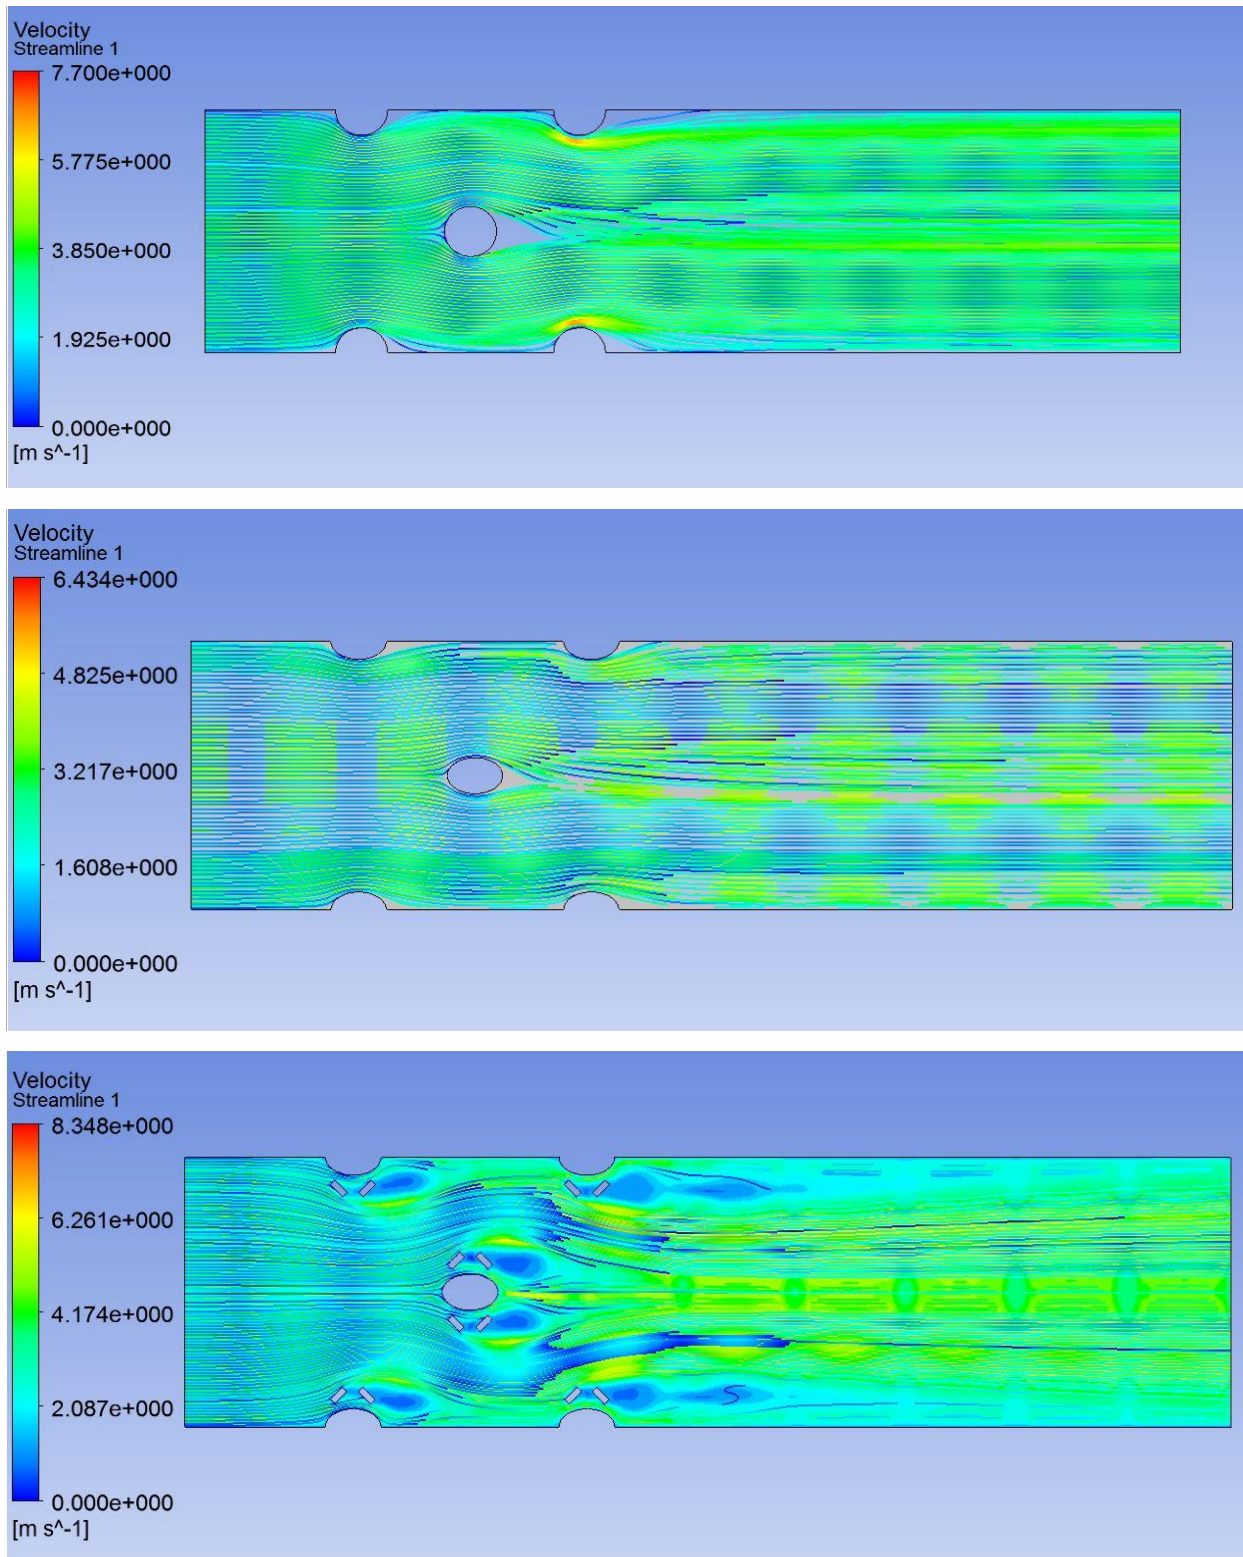 Velocity
Streamline 1
7.700e+000
5.775e+000
3.850e+000
1.925e+000
0.000e+000
[m s^-1]
Velocity
Streamline 1
6.434e+000
4.825e+000
3.217e+000
1.608e+000
0.000e+000
[m s^-1]
Velocity
Streamline 1
8.348e+000
6.261e+000
4.174e+000
2.087e+000
0.000e+000
[m s^-1]